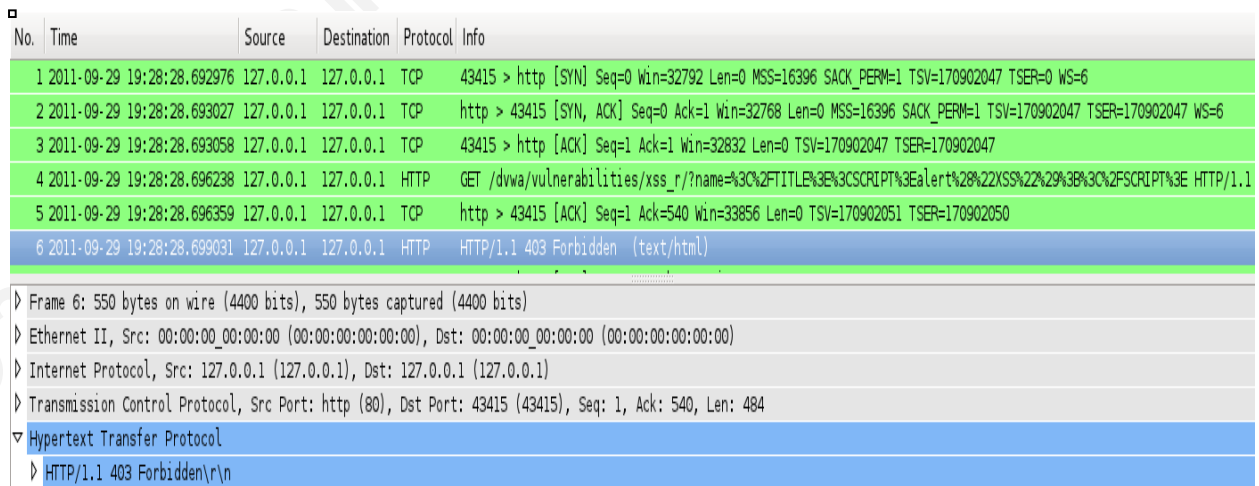 No. Time Source Destination Protocol Info
1 2011-09-29 19:28:28.692976 127.0.0.1 127.0.0.1 TCP 43415 > http [SYN] Seq=0 Win=32792 Len=0 MSS=16396 SACK_PERM=1 TSV=170902047 TSER=0 WS=6
2 2011-09-29 19:28:28.693027 127.0.0.1 127.0.0.1 TCP http > 43415 [SYN, ACK] Seq=0 Ack=1 Win=32768 Len=0 MSS=16396 SACK_PERM=1 TSV=170902047 TSER=170902047 WS=6
3 2011-09-29 19:28:28.693058 127.0.0.1 127.0.0.1 TCP 43415 > http [ACK] Seq=1 Ack=1 Win=32832 Len=0 TSV=170902047 TSER=170902047
4 2011-09-29 19:28:28.696238 127.0.0.1 127.0.0.1 HTTP GET /dvwa/vulnerabilities/xss_r/?name=%3C%2FTITLE%3E%3CSCRIPT%3Ealert%28%22XSS%22%29%3B%3C%2FSCRIPT%3E HTTP/1.1
5 2011-09-29 19:28:28.696359 127.0.0.1 127.0.0.1 TCP http > 43415 [ACK] Seq=1 Ack=540 Win=33856 Len=0 TSV=170902051 TSER=170902050
6 2011-09-29 19:28:28.699031 127.0.0.1 127.0.0.1 HTTP HTTP/1.1 403 Forbidden (text/html)
Frame 6: 550 bytes on wire (4400 bits), 550 bytes captured (4400 bits)
Ethernet II, Src: 00:00:00_00:00:00 (00:00:00:00:00:00), Dst: 00:00:00_00:00:00 (00:00:00:00:00:00)
Internet Protocol, Src: 127.0.0.1 (127.0.0.1), Dst: 127.0.0.1 (127.0.0.1)
Transmission Control Protocol, Src Port: http (80), Dst Port: 43415 (43415), Seq: 1, Ack: 540, Len: 484
Hypertext Transfer Protocol
HTTP/1.1 403 Forbidden\r\n